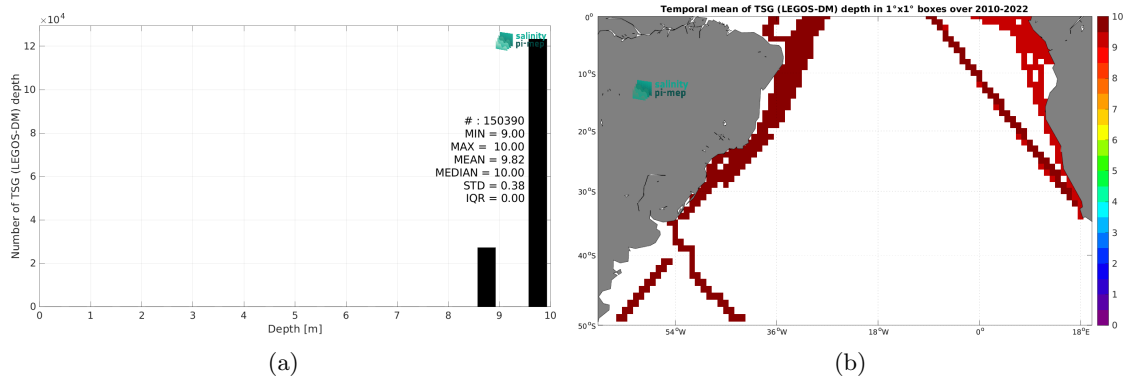 ×10⁴
12
10
8
6
4
2
0
Number of TSG (LEGOS-DM) depth
salinity
pi-mep
# : 150390
MIN = 9.00
MAX = 10.00
MEAN = 9.82
MEDIAN = 10.00
STD = 0.38
IQR = 0.00
0 1 2 3 4 5 6 7 8 9 10
Depth [m]
(a)
Temporal mean of TSG (LEGOS-DM) depth in 1°x1° boxes over 2010-2022
0°
10°S
20°S
30°S
40°S
50°S
salinity
pi-mep
54°W 36°W 18°W 0° 18°E
10
9
8
7
6
5
4
3
2
1
0
(b)